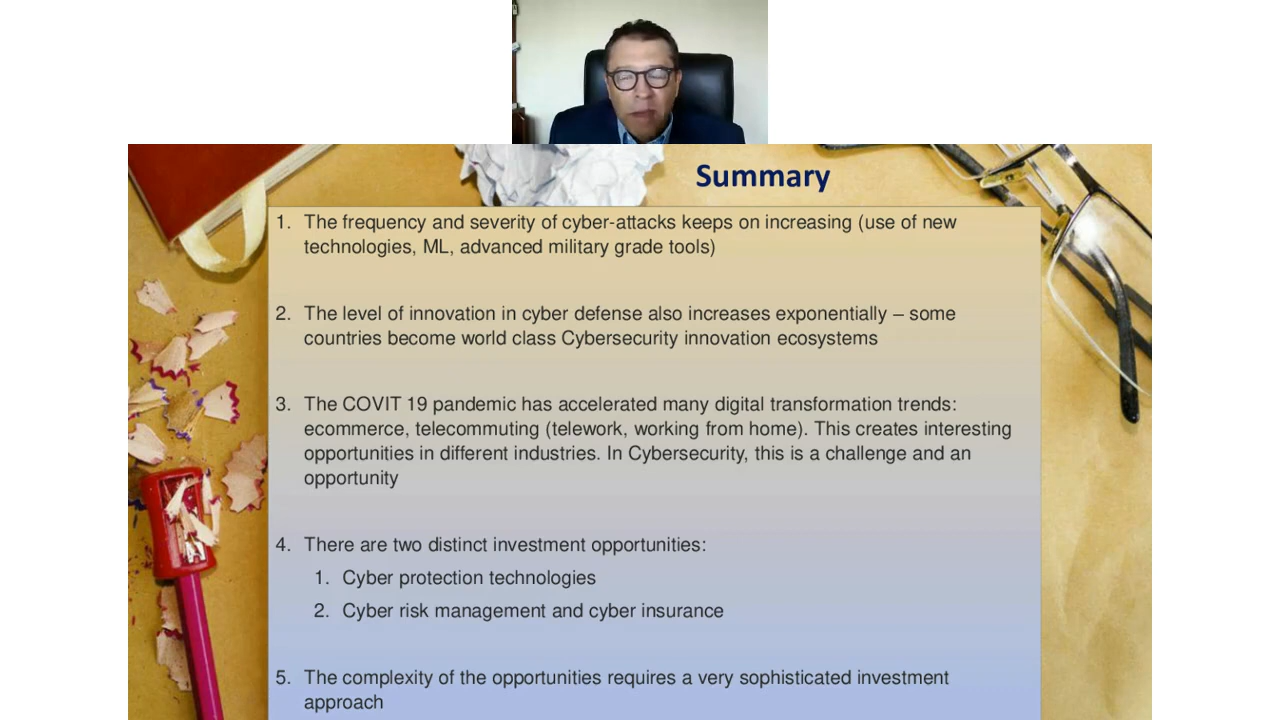 Summary
1. The frequency and severity of cyber-attacks keeps on increasing (use of new
technologies, ML, advanced military grade tools)
2. The level of innovation in cyber defense also increases exponentially – some
countries become world class Cybersecurity innovation ecosystems
3. The COVIT 19 pandemic has accelerated many digital transformation trends:
ecommerce, telecommuting (telework, working from home). This creates interesting
opportunities in different industries. In Cybersecurity, this is a challenge and an
opportunity
4. There are two distinct investment opportunities:
1. Cyber protection technologies
2. Cyber risk management and cyber insurance
5. The complexity of the opportunities requires a very sophisticated investment
approach